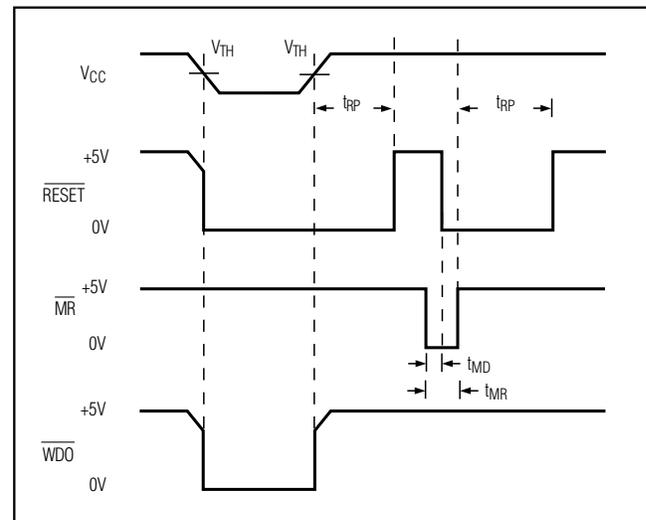 VTH VTH
VCC
tRP tRP
+5V
RESET
0V
+5V
MR
0V
tMD
tMR
+5V
WDO
0V